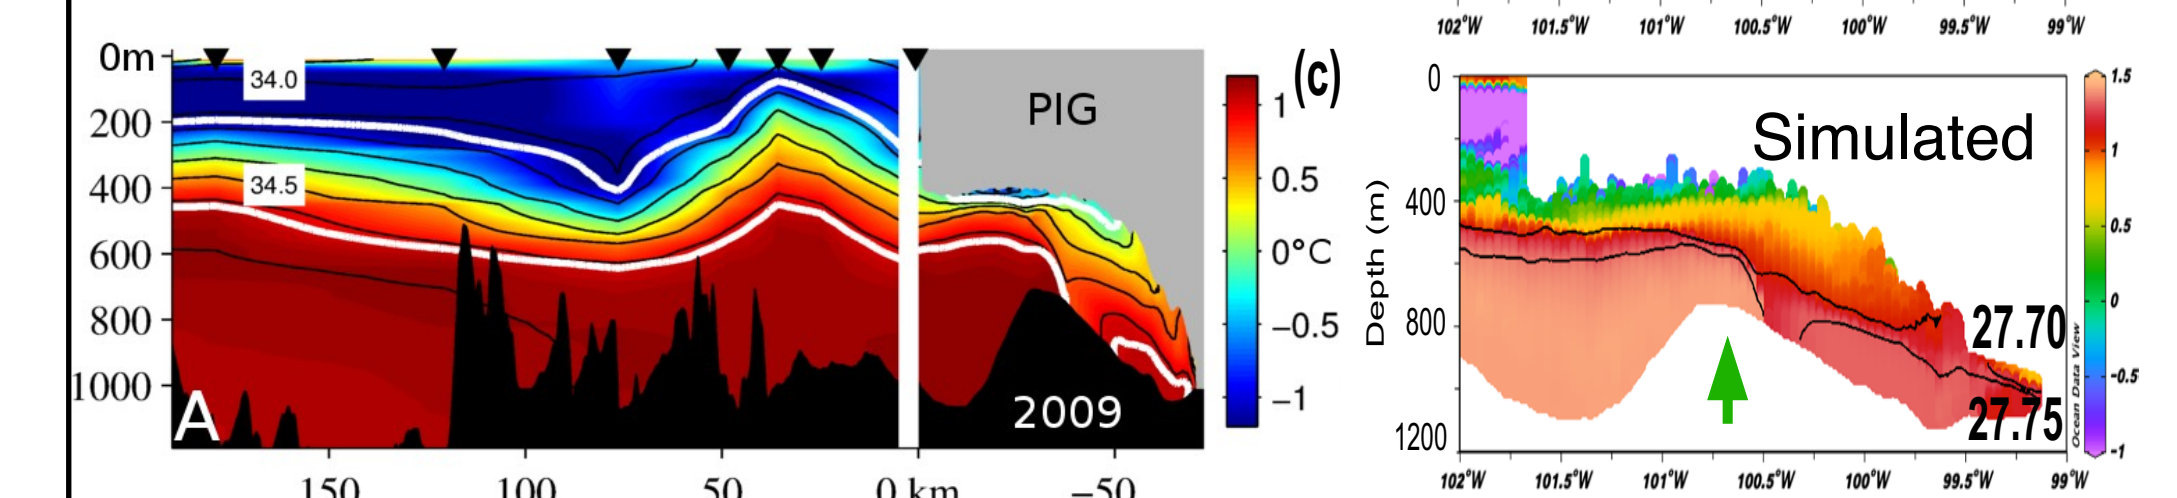 0m
200
400
600
800
1000
34.0
34.5
A
PIG
2009
150
100
50
0 km
−50
1
0.5
0°C
−0.5
−1
(c)
102°W
101.5°W
101°W
100.5°W
100°W
99.5°W
99°W
Depth (m)
0
400
800
1200
Simulated
27.70
27.75
102°W
101.5°W
101°W
100.5°W
100°W
99.5°W
99°W
Ocean Data View
1.5
1
0.5
0
-0.5
-1